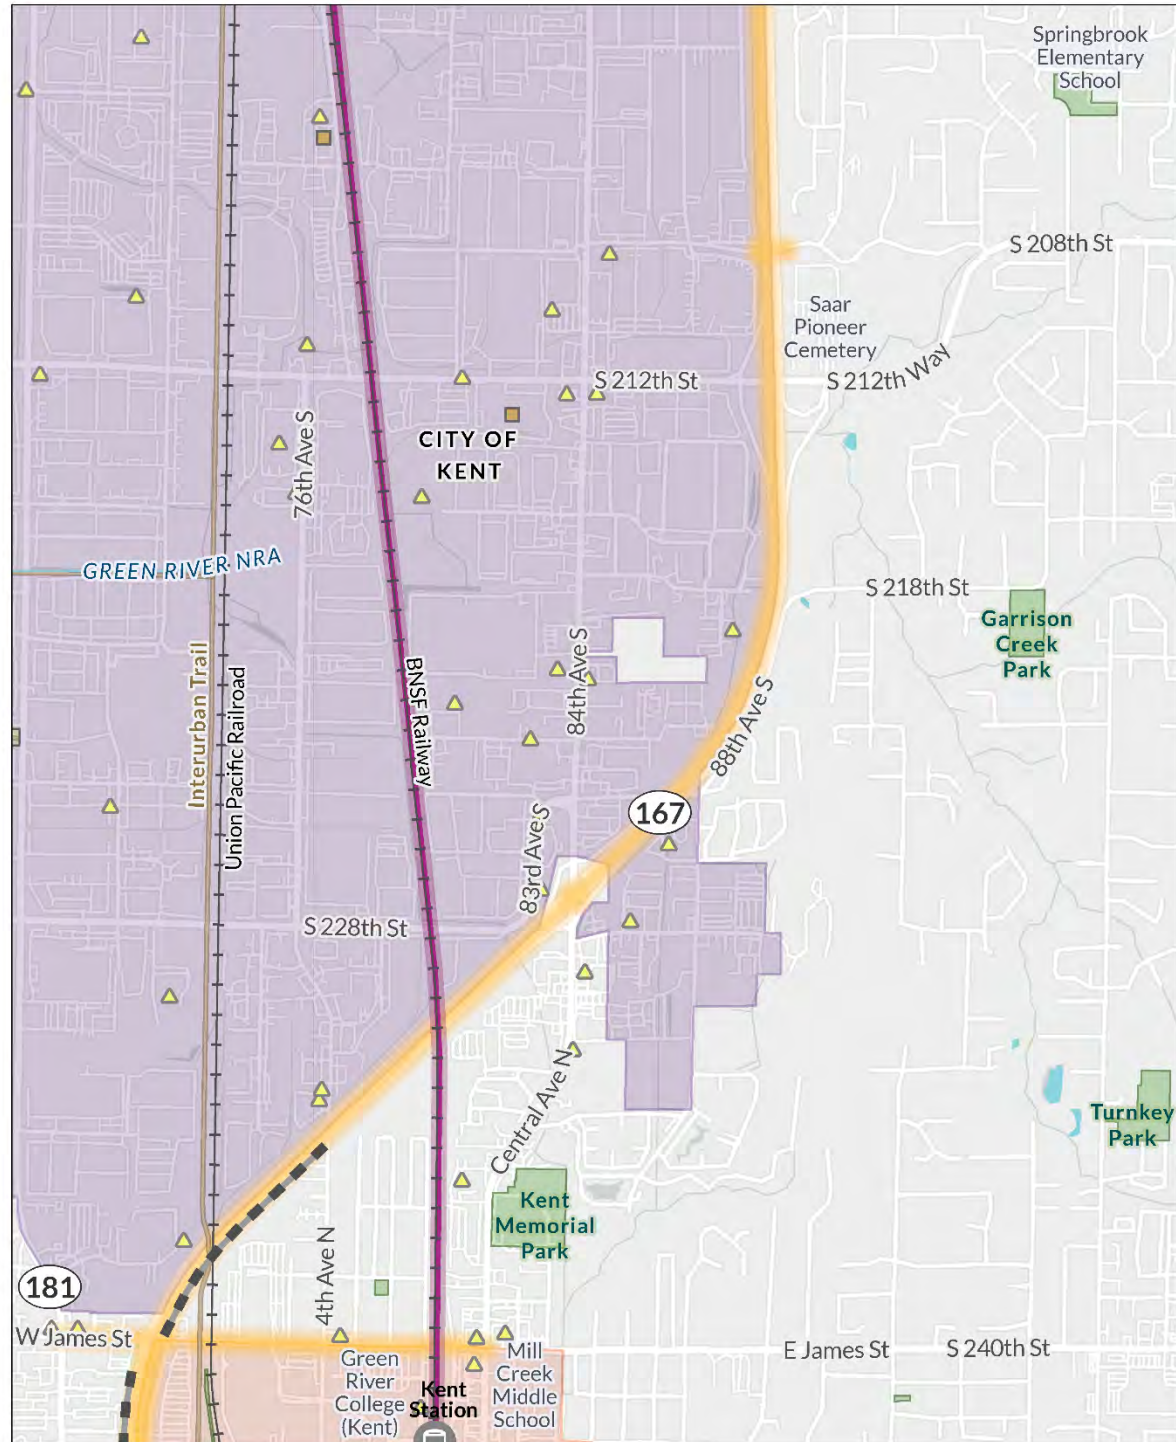 Springbrook
Elementary
School
S 208th St
Saar
Pioneer
Cemetery
S 212th St
S 212th Way
CITY OF
KENT
76th Ave S
GREEN RIVER NRA
S 218th St
Garrison
Creek
Park
84th Ave S
Interurban Trail
Union Pacific Railroad
BNSF Railway
88th Ave S
167
83rd Ave S
S 228th St
Central Ave N
Turnkey
Park
Kent
Memorial
Park
4th Ave N
181
W James St
E James St
S 240th St
Green
River
College
(Kent)
Kent
Station
Mill
Creek
Middle
School